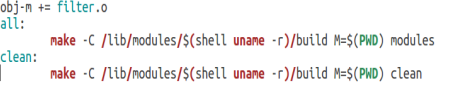 obj-m += filter.o
all:
	make -C /lib/modules/$(shell uname -r)/build M=$(PWD) modules
clean:
	make -C /lib/modules/$(shell uname -r)/build M=$(PWD) clean